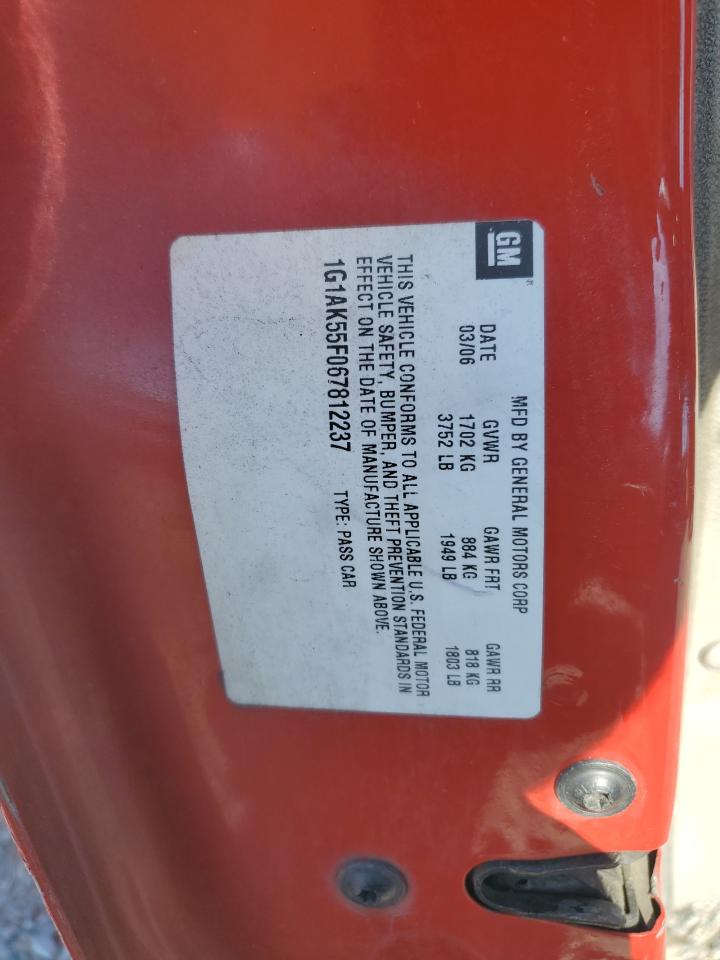 GM
MFD BY GENERAL MOTORS CORP
DATE GVWR GAWR FRT GAWR RR
03/06 1702 KG 884 KG 818 KG
3752 LB 1949 LB 1803 LB
THIS VEHICLE CONFORMS TO ALL APPLICABLE U.S. FEDERAL MOTOR
VEHICLE SAFETY, BUMPER, AND THEFT PREVENTION STANDARDS IN
EFFECT ON THE DATE OF MANUFACTURE SHOWN ABOVE.
1G1AK55F067812237 TYPE: PASS CAR